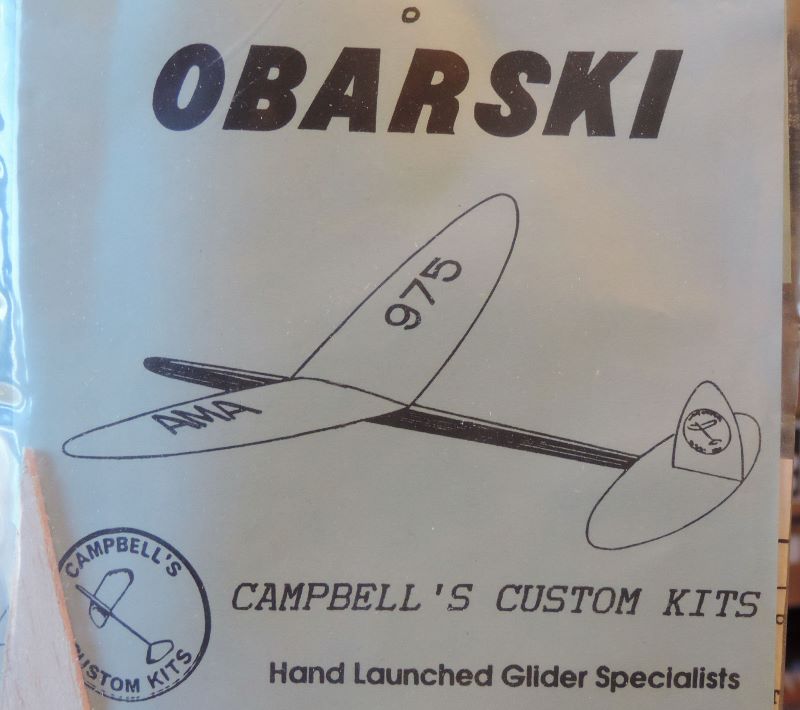 OBARSKI
975
AMA
CAMPBELL'S
CUSTOM KITS
CAMPBELL'S CUSTOM KITS
Hand Launched Glider Specialists